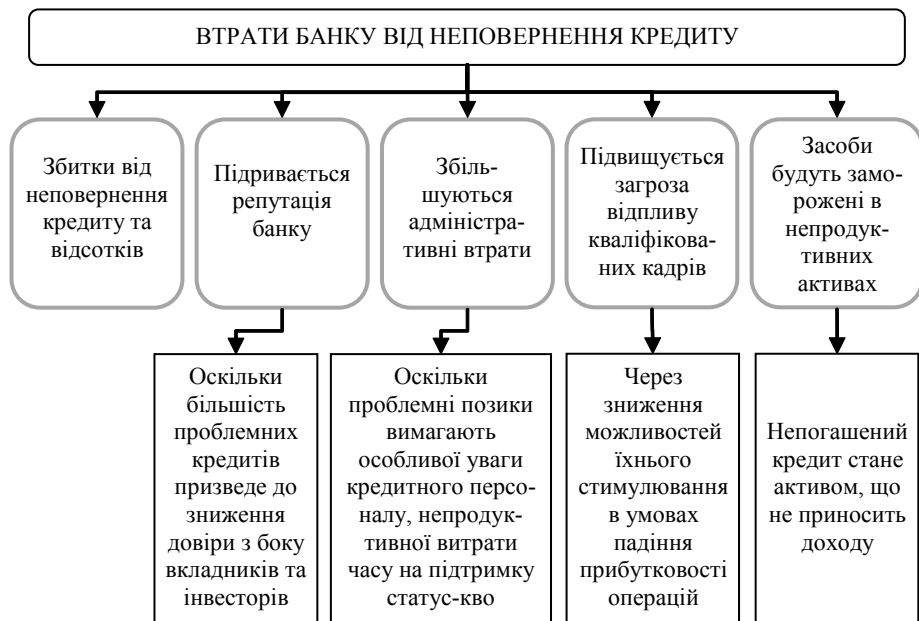 ВТРАТИ БАНКУ ВІД НЕПОВЕРНЕННЯ КРЕДИТУ
Збитки від
неповернення
кредиту та
відсотків
Підривається
репутація
банку
Збіль-
шуються
адміністра-
тивні втрати
Підвищується
загроза
відпливу
кваліфікова-
них кадрів
Засоби
будуть замо-
рожені в
непродук-
тивних
активах
Оскільки
більшість
проблемних
кредитів
призведе до
зниження
довіри з боку
вкладників та
інвесторів
Оскільки
проблемні позики
вимагають
особливої уваги
кредитного персо-
налу, непродук-
тивної витрати
часу на підтримку
статус-кво
Через
зниження
можливостей
їхнього
стимулювання
в умовах
падіння
прибутковості
операцій
Непогашений
кредит стане
активом, що
не приносить
доходу